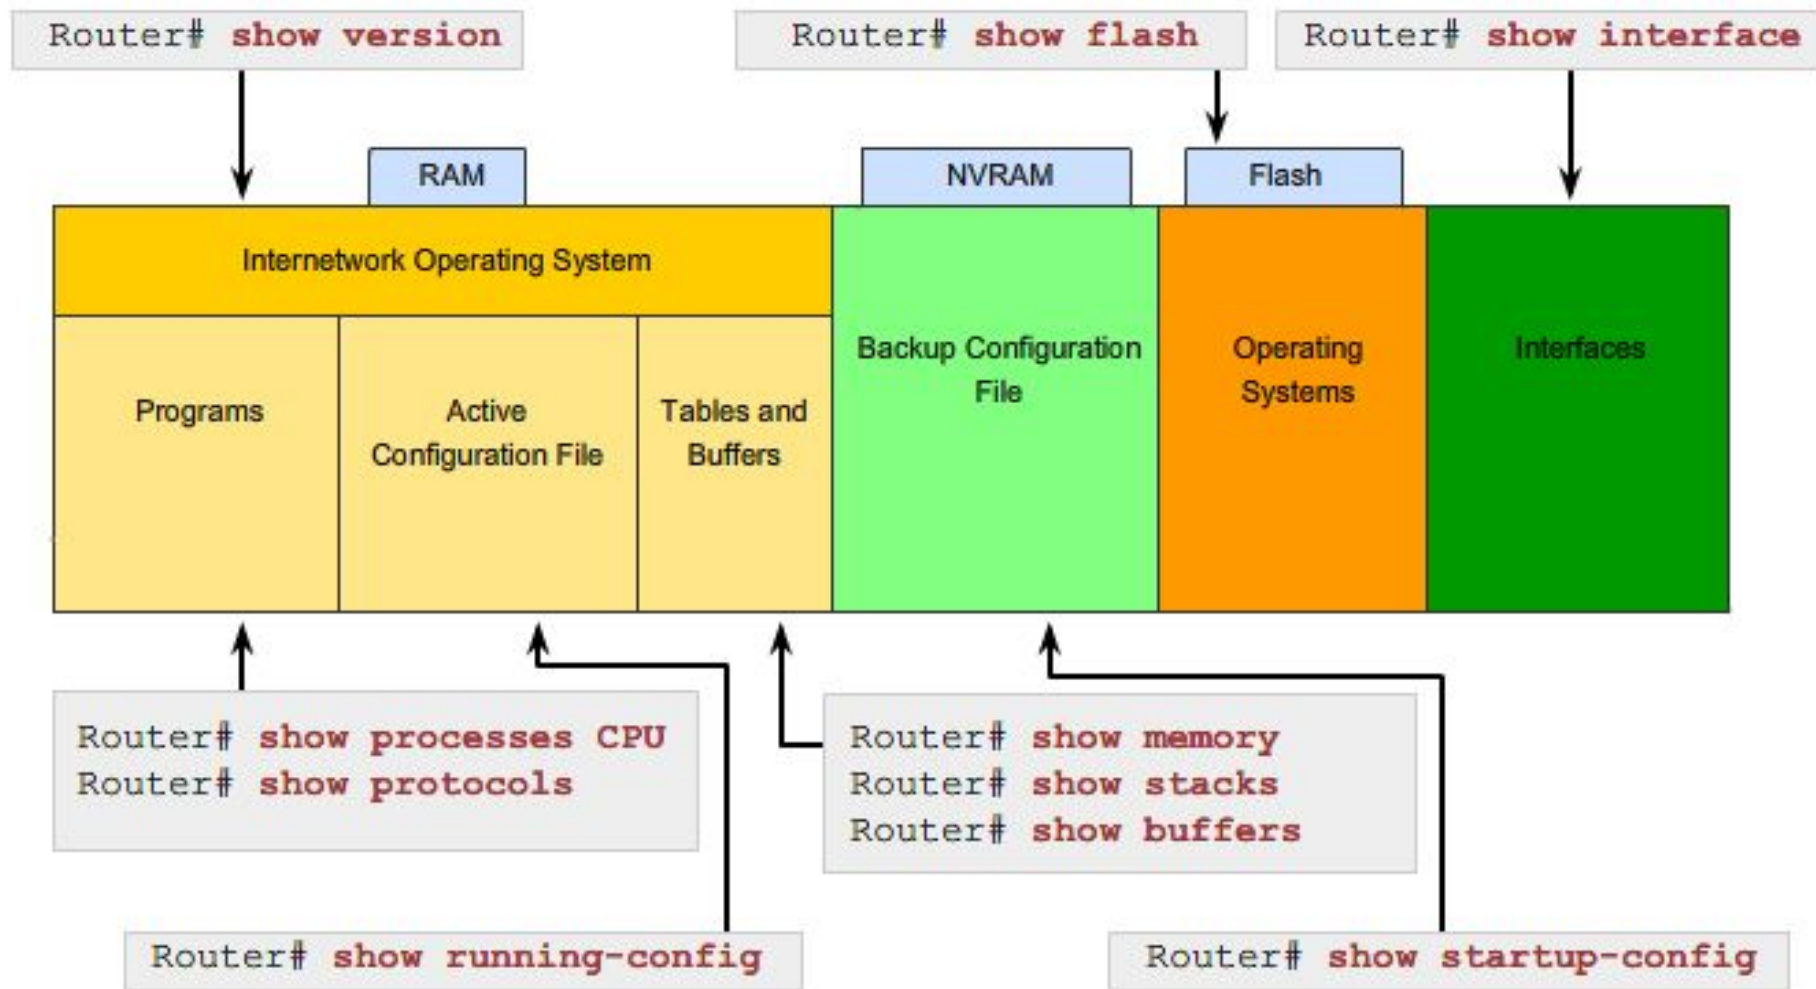 Router# show version
Router# show flash
Router# show interface
RAM
NVRAM
Flash
Internetwork Operating System
Programs
Active
Configuration File
Tables and
Buffers
Backup Configuration
File
Operating
Systems
Interfaces
Router# show processes CPU
Router# show protocols
Router# show memory
Router# show stacks
Router# show buffers
Router# show running-config
Router# show startup-config